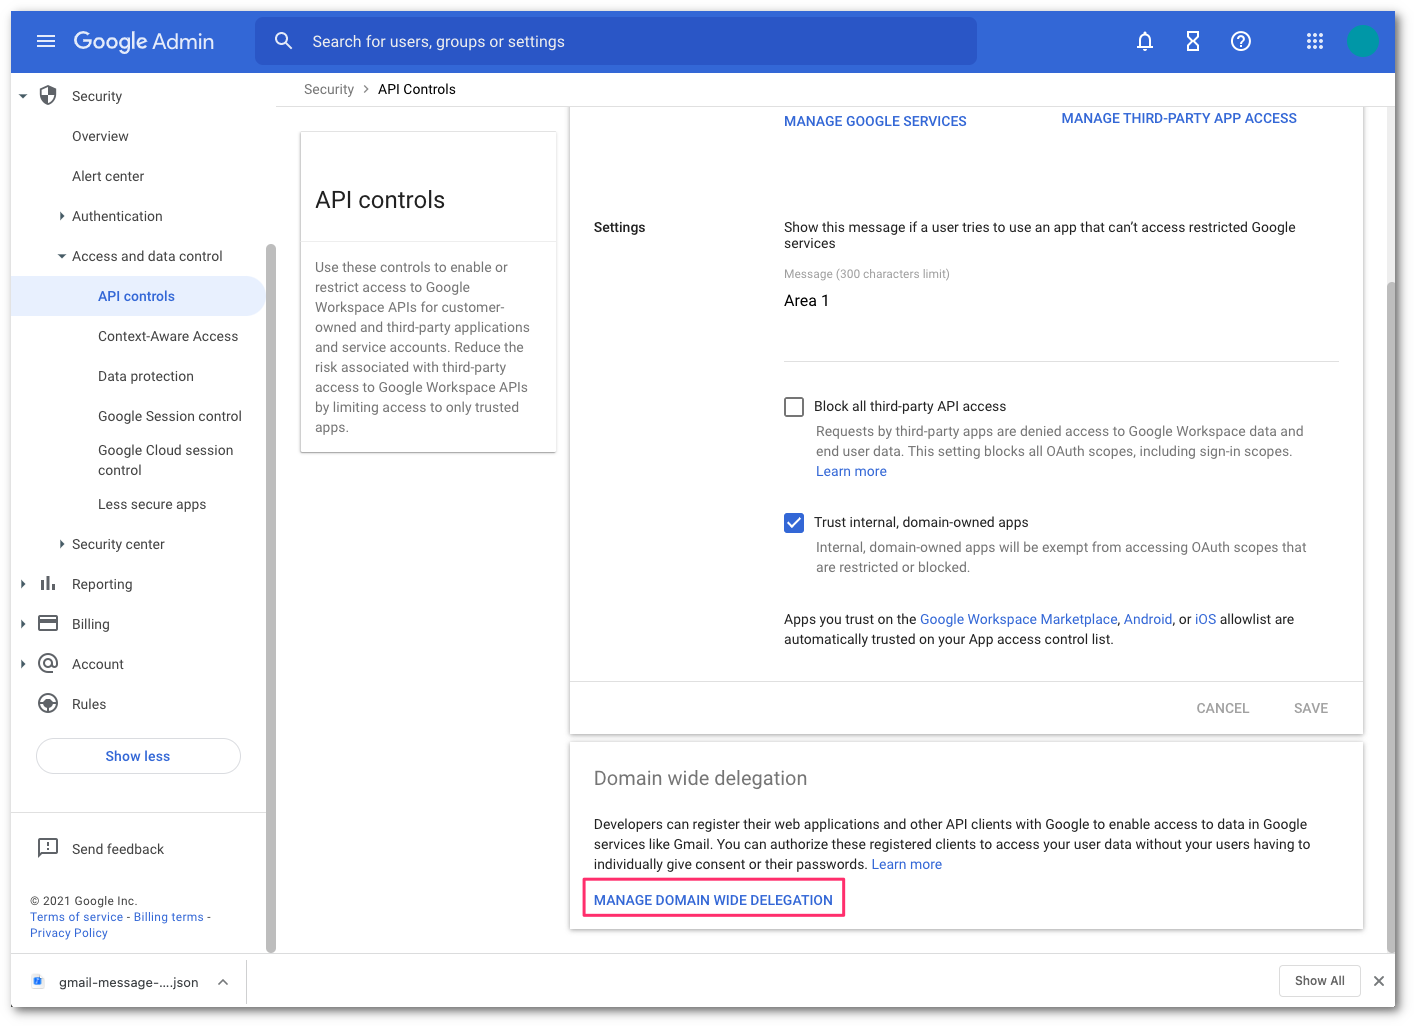 Google Admin
Search for users, groups or settings
Security
Overview
Alert center
Authentication
Access and data control
API controls
Context-Aware Access
Data protection
Google Session control
Google Cloud session
control
Less secure apps
Security center
Reporting
Billing
Account
Rules
Show less
Send feedback
© 2021 Google Inc.
Terms of service - Billing terms -
Privacy Policy
Security > API Controls
API controls
Use these controls to enable or
restrict access to Google
Workspace APIs for customer-
owned and third-party applications
and service accounts. Reduce the
risk associated with third-party
access to Google Workspace APIs
by limiting access to only trusted
apps.
MANAGE GOOGLE SERVICES
MANAGE THIRD-PARTY APP ACCESS
Settings
Show this message if a user tries to use an app that can’t access restricted Google
services
Message (300 characters limit)
Area 1
Block all third-party API access
Requests by third-party apps are denied access to Google Workspace data and
end user data. This setting blocks all OAuth scopes, including sign-in scopes.
Learn more
Trust internal, domain-owned apps
Internal, domain-owned apps will be exempt from accessing OAuth scopes that
are restricted or blocked.
Apps you trust on the Google Workspace Marketplace, Android, or iOS allowlist are
automatically trusted on your App access control list.
CANCEL
SAVE
Domain wide delegation
Developers can register their web applications and other API clients with Google to enable access to data in Google
services like Gmail. You can authorize these registered clients to access your user data without your users having to
individually give consent or their passwords. Learn more
MANAGE DOMAIN WIDE DELEGATION
gmail-message-....json
Show All